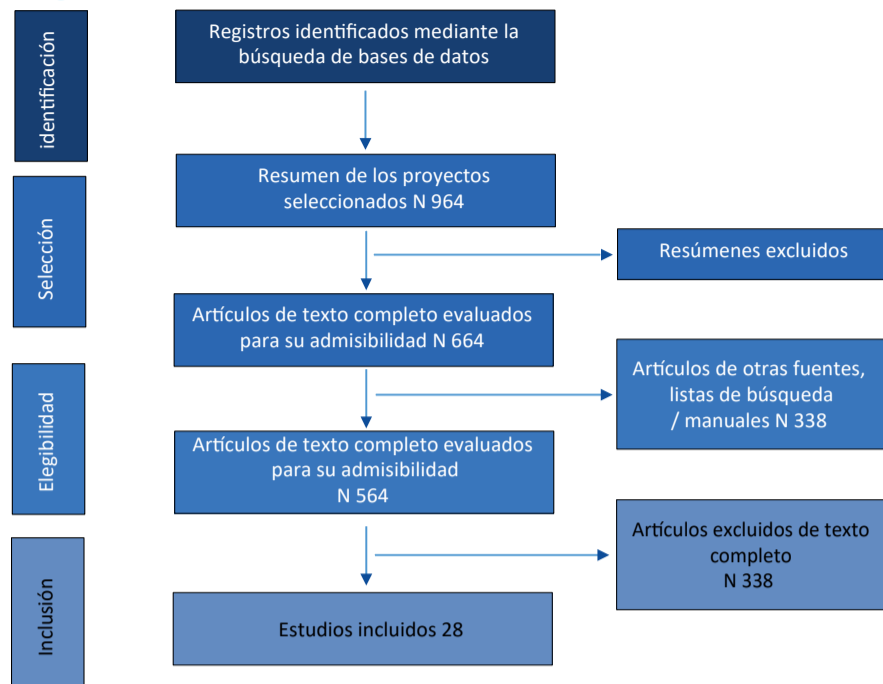 identificación
Registros identificados mediante la
búsqueda de bases de datos
Selección
Resumen de los proyectos
seleccionados N 964
Resúmenes excluidos
Artículos de texto completo evaluados
para su admisibilidad N 664
Elegibilidad
Artículos de otras fuentes,
listas de búsqueda
/ manuales N 338
Artículos de texto completo evaluados
para su admisibilidad
N 564
Inclusión
Artículos excluidos de texto
completo
N 338
Estudios incluidos 28